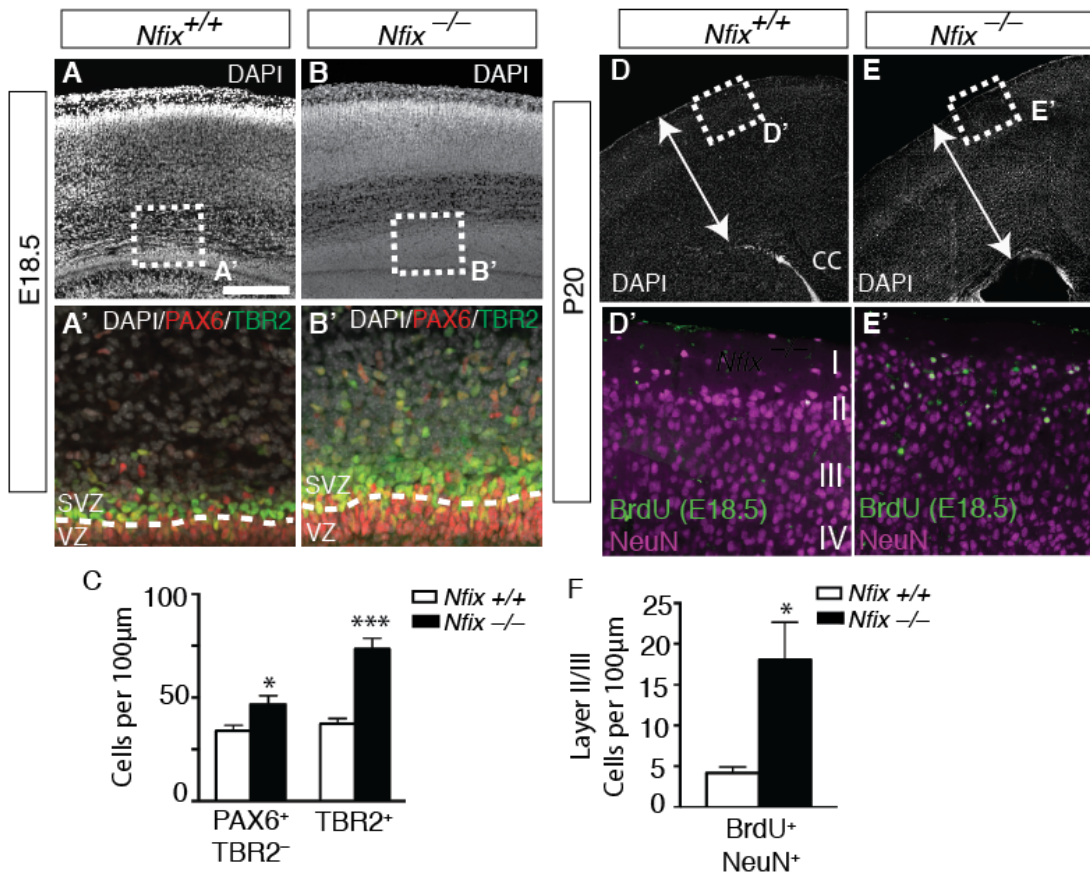 Nfix +/+
Nfix −/−
Nfix +/+
Nfix −/−
E18.5
A
DAPI
A'
B
DAPI
B'
A'
DAPI/PAX6/TBR2
SVZ
VZ
B'
DAPI/PAX6/TBR2
SVZ
VZ
P20
D
D'
DAPI
CC
E
E'
DAPI
D'
Nfix −/−
I
II
III
IV
BrdU (E18.5)
NeuN
E'
BrdU (E18.5)
NeuN
C
Cells per 100µm
100
50
0
*
***
Nfix +/+
Nfix −/−
PAX6+
TBR2−
TBR2+
F
Layer II/III
Cells per 100µm
25
20
15
10
5
0
*
Nfix +/+
Nfix −/−
BrdU+
NeuN+